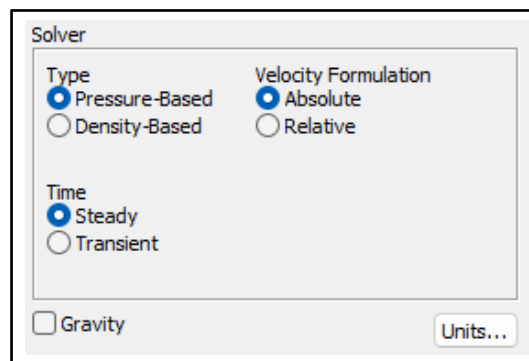 Solver
Type
Pressure-Based
Density-Based
Velocity Formulation
Absolute
Relative
Time
Steady
Transient
Gravity
Units...